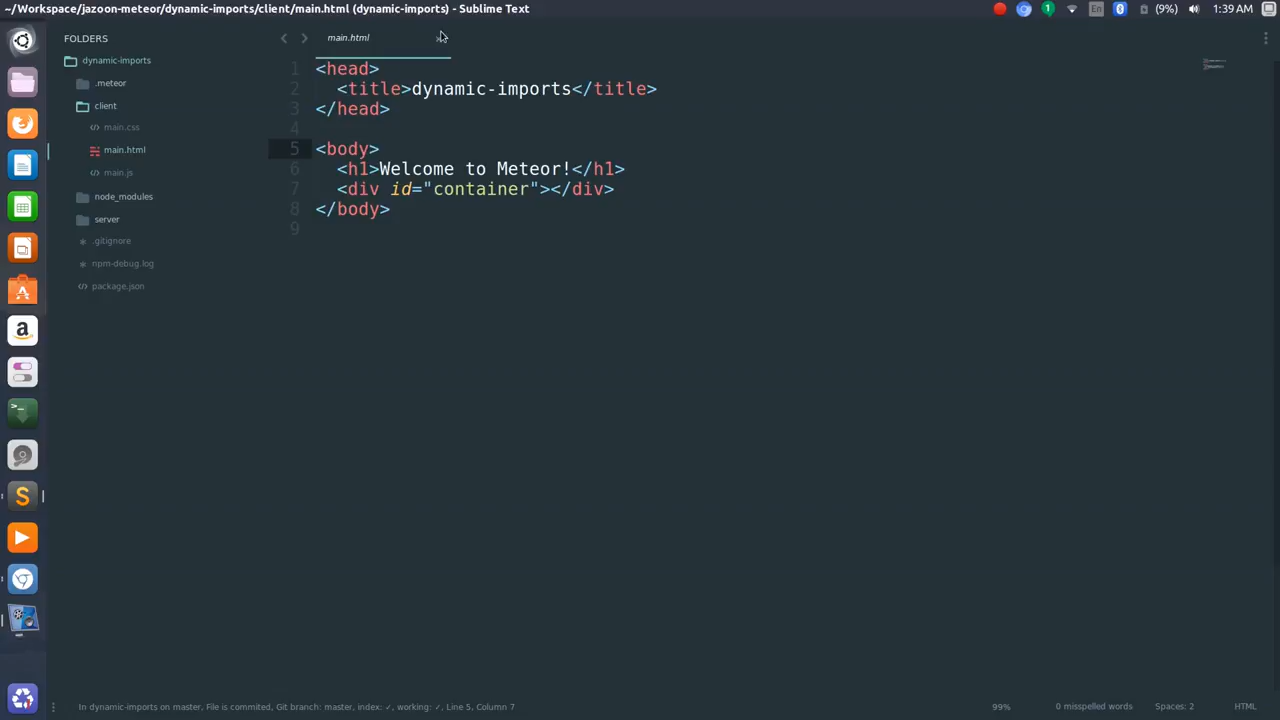 ~/Workspace/jazoon-meteor/dynamic-imports/client/main.html (dynamic-imports) - Sublime Text
1 En (9%) 1:39 AM
FOLDERS
dynamic-imports
.meteor
client
main.css
main.html
main.js
node_modules
server
.gitignore
npm-debug.log
package.json
main.html
1 <head>
2 <title>dynamic-imports</title>
3 </head>
4
5 <body>
6 <h1>Welcome to Meteor!</h1>
7 <div id="container"></div>
8 </body>
9
In dynamic-imports on master, File is commited, Git branch: master, index: ✓, working: ✓, Line 5, Column 7
99% 0 misspelled words Spaces: 2 HTML